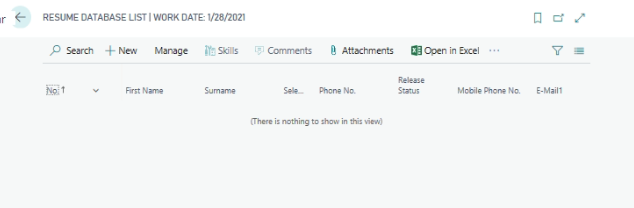 RESUME DATABASE LIST | WORK DATE: 1/28/2021
Search + New Manage Skills Comments Attachments Open in Excel ...
No.↑ First Name Surname Sele... Phone No. Release Status Mobile Phone No. E-Mail1
(There is nothing to show in this view)